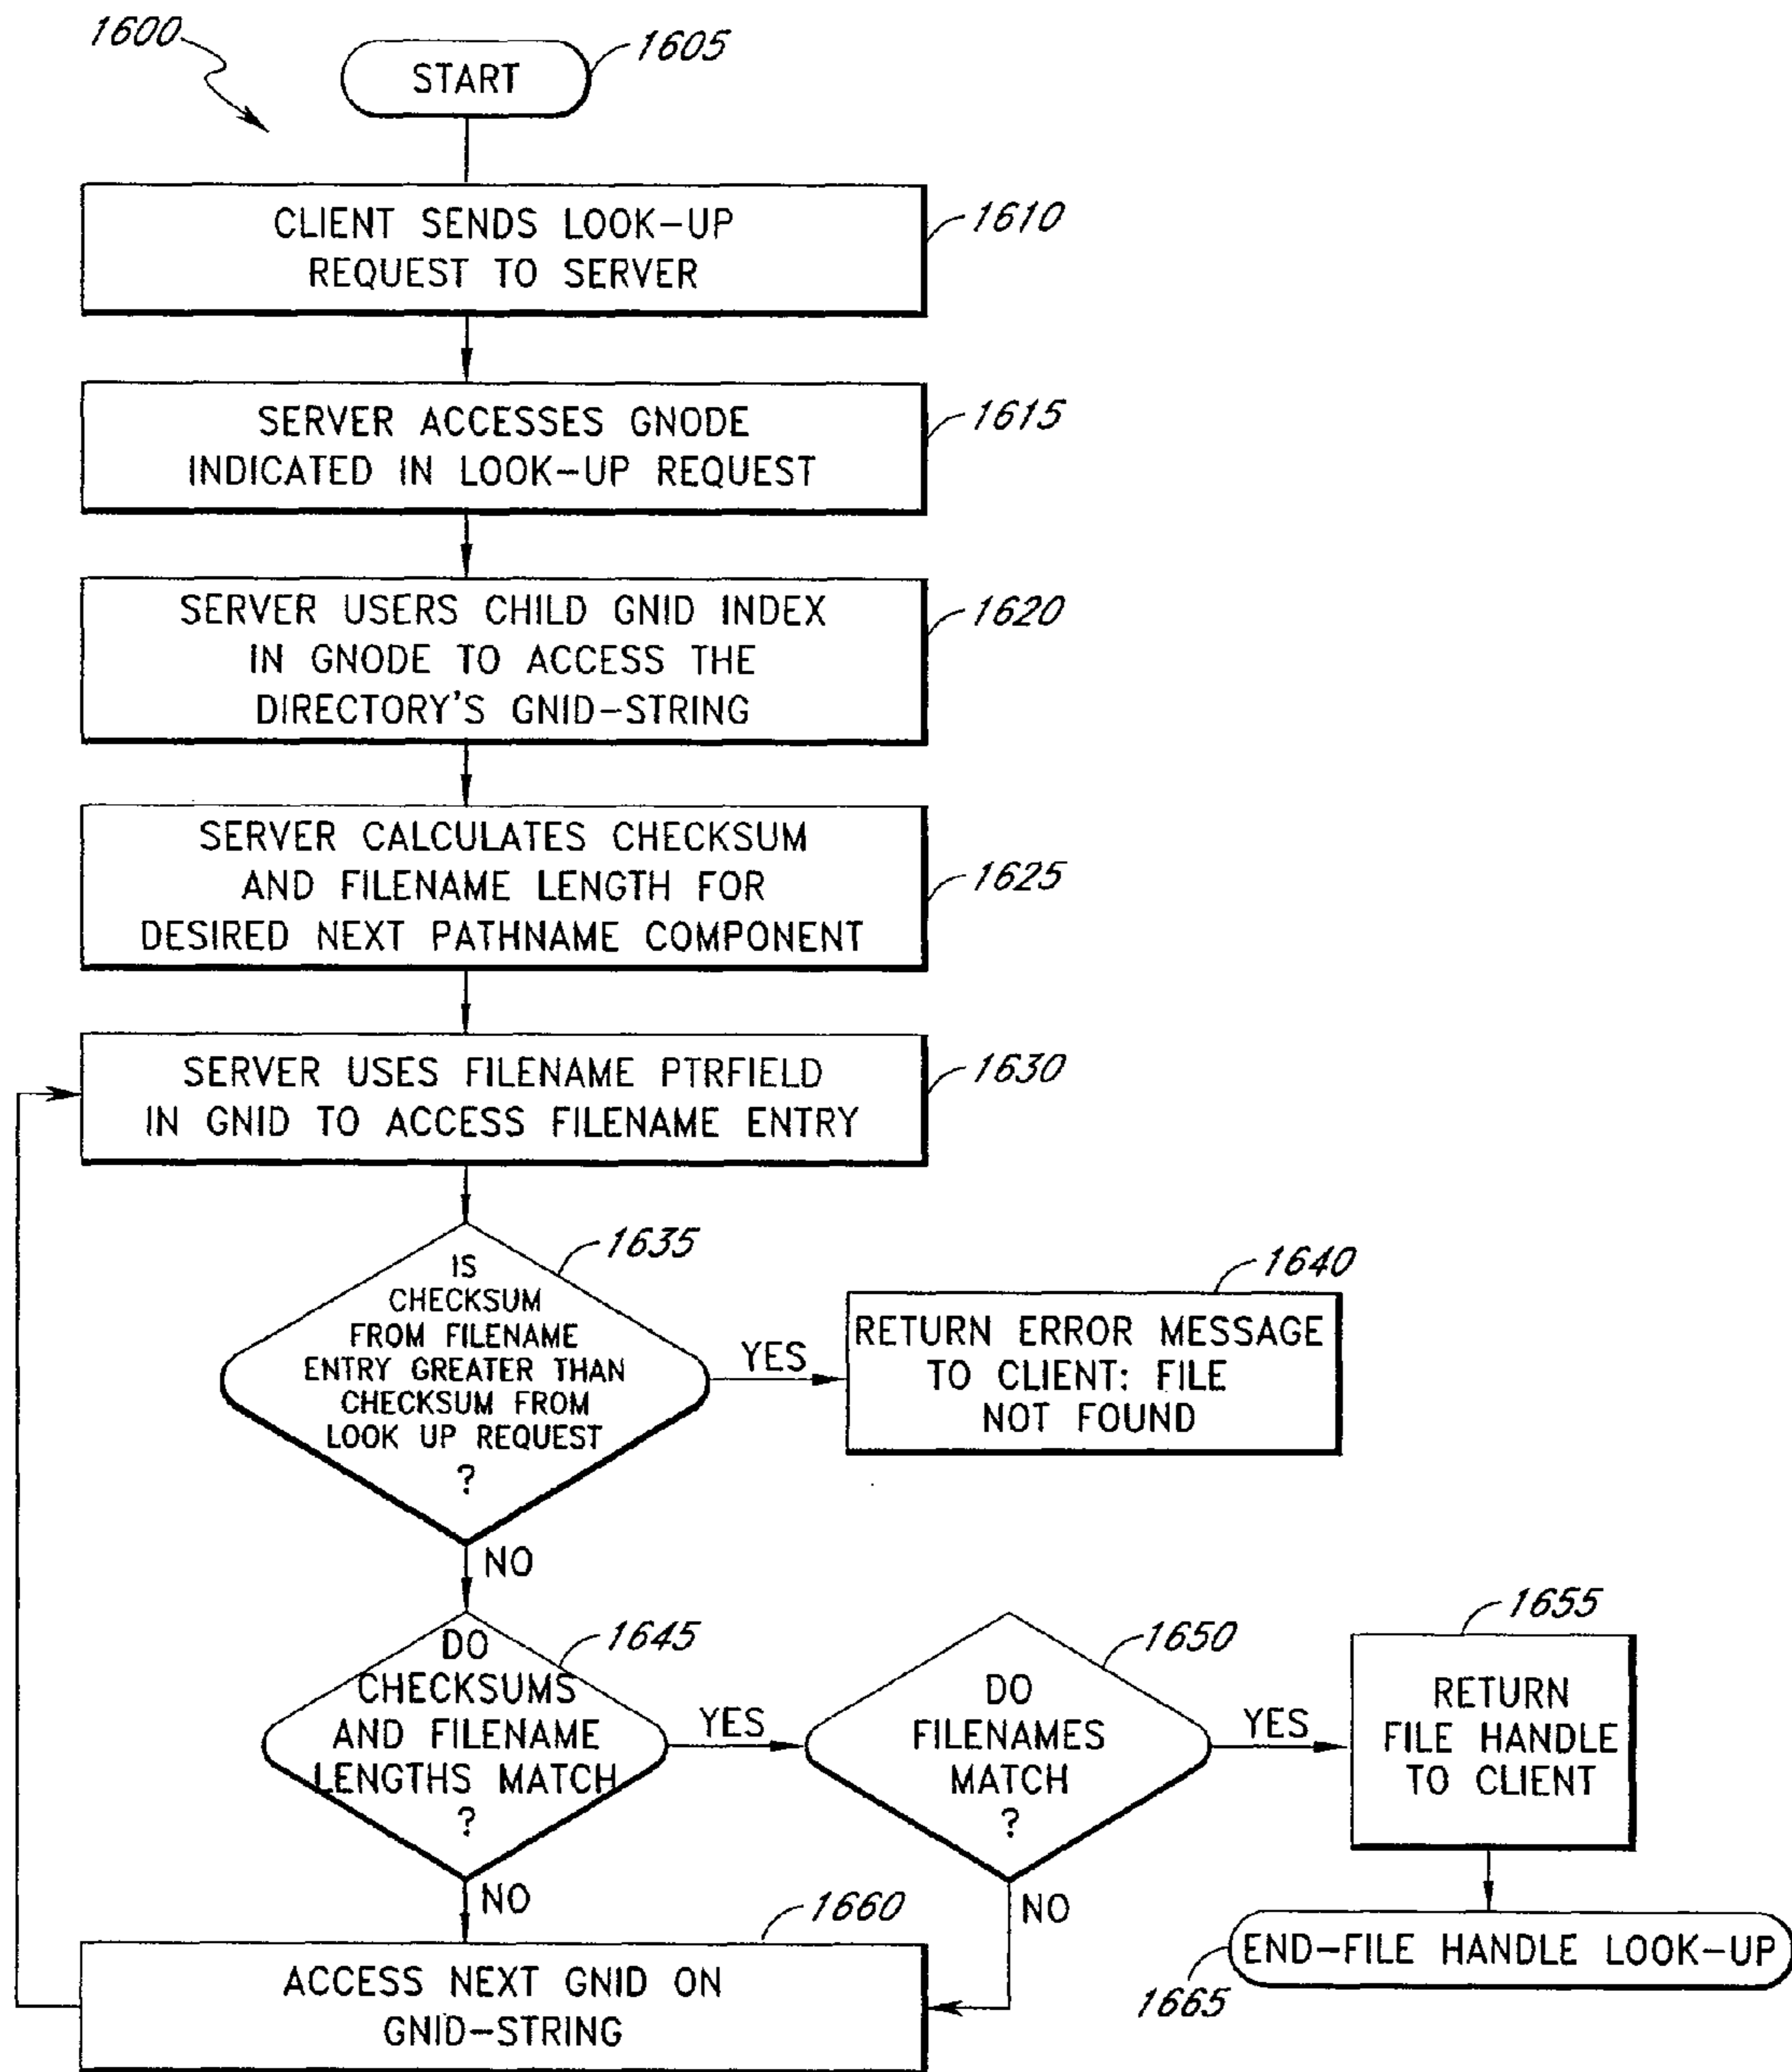 1600
START
1605
CLIENT SENDS LOOK-UP
REQUEST TO SERVER
1610
SERVER ACCESSES GNODE
INDICATED IN LOOK-UP REQUEST
1615
SERVER USERS CHILD GNID INDEX
IN GNODE TO ACCESS THE
DIRECTORY'S GNID-STRING
1620
SERVER CALCULATES CHECKSUM
AND FILENAME LENGTH FOR
DESIRED NEXT PATHNAME COMPONENT
1625
SERVER USES FILENAME PTRFIELD
IN GNID TO ACCESS FILENAME ENTRY
1630
IS
CHECKSUM
FROM FILENAME
ENTRY GREATER THAN
CHECKSUM FROM
LOOK UP REQUEST
?
1635
YES
RETURN ERROR MESSAGE
TO CLIENT: FILE
NOT FOUND
1640
NO
DO
CHECKSUMS
AND FILENAME
LENGTHS MATCH
?
1645
YES
DO
FILENAMES
MATCH
?
1650
YES
RETURN
FILE HANDLE
TO CLIENT
1655
NO
NO
ACCESS NEXT GNID ON
GNID-STRING
1660
END-FILE HANDLE LOOK-UP
1665